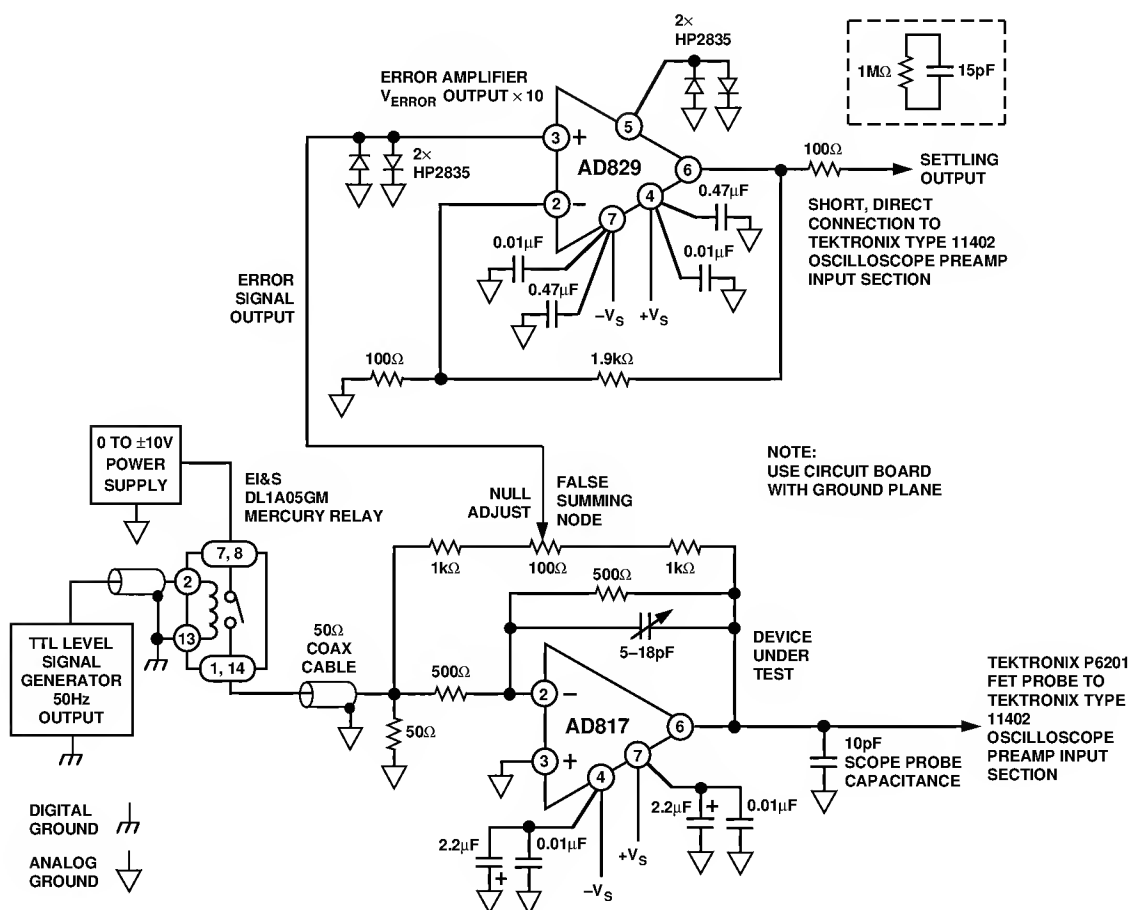 2×
HP2835
ERROR AMPLIFIER
VERROR OUTPUT × 10
1MΩ
15pF
5
3
+
AD829
6
2
−
7
4
2×
HP2835
100Ω
SETTLING
OUTPUT
0.47µF
0.01µF
SHORT, DIRECT
CONNECTION TO
TEKTRONIX TYPE 11402
OSCILLOSCOPE PREAMP
INPUT SECTION
0.01µF
0.47µF
−VS
+VS
ERROR
SIGNAL
OUTPUT
100Ω
1.9kΩ
0 TO ±10V
POWER
SUPPLY
EI&S
DL1A05GM
MERCURY RELAY
NULL
ADJUST
FALSE
SUMMING
NODE
NOTE:
USE CIRCUIT BOARD
WITH GROUND PLANE
7, 8
2
13
1, 14
1kΩ
100Ω
1kΩ
500Ω
5–18pF
TTL LEVEL
SIGNAL
GENERATOR
50Hz
OUTPUT
50Ω
COAX
CABLE
500Ω
50Ω
2
−
AD817
6
3
+
4
7
DEVICE
UNDER
TEST
10pF
SCOPE PROBE
CAPACITANCE
TEKTRONIX P6201
FET PROBE TO
TEKTRONIX TYPE
11402
OSCILLOSCOPE
PREAMP INPUT
SECTION
2.2µF
+
0.01µF
2.2µF
+
0.01µF
+VS
−VS
DIGITAL
GROUND
ANALOG
GROUND